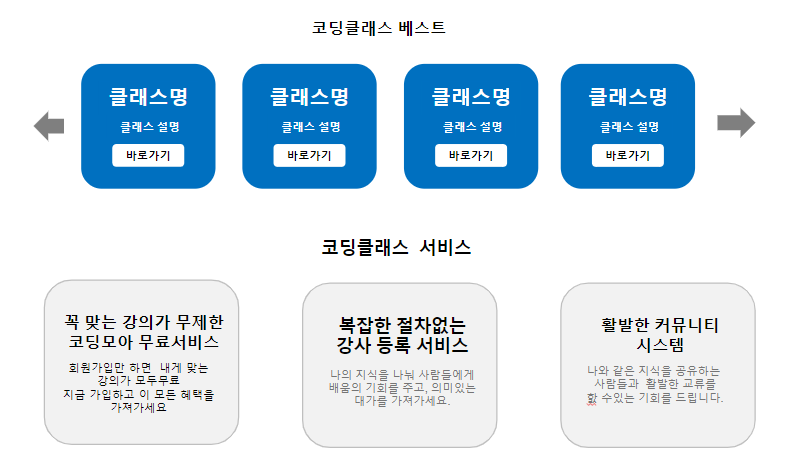 코딩클래스 베스트
클래스명 클래스명 클래스명 클래스명
클래스 설명 클래스 설명 클래스 설명 클래스 설명
바로가기 바로가기 바로가기 바로가기
코딩클래스 서비스
꼭 맞는 강의가 무제한
코딩모아 무료서비스
회원가입만 하면 내게 맞는
강의가 모두무료
지금 가입하고 이 모든 혜택을
가져가세요
복잡한 절차없는
강사 등록 서비스
나의 지식을 나눠 사람들에게
배움의 기회를 주고, 의미있는
대가를 가져가세요.
활발한 커뮤니티
시스템
나와 같은 지식을 공유하는
사람들과 활발한 교류를
할 수있는 기회를 드립니다.